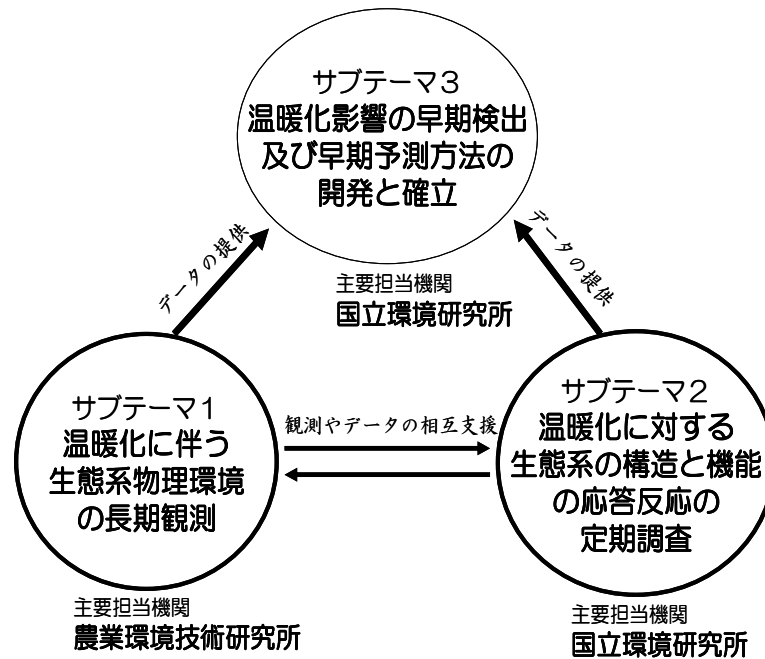 サブテーマ３
温暖化影響の早期検出
及び早期予測方法の
開発と確立
データの提供
データの提供
主要担当機関
国立環境研究所
サブテーマ１
温暖化に伴う
生態系物理環境
の長期観測
観測やデータの相互支援
サブテーマ２
温暖化に対する
生態系の構造と機能
の応答反応の
定期調査
主要担当機関
農業環境技術研究所
主要担当機関
国立環境研究所